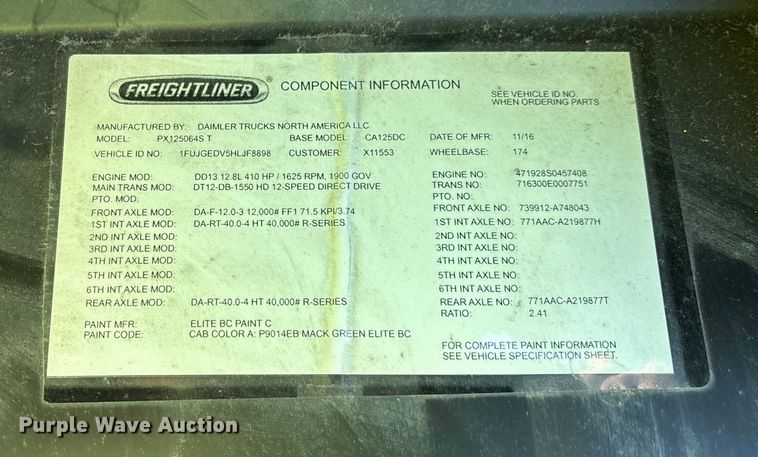 FREIGHTLINER ® COMPONENT INFORMATION
SEE VEHICLE ID.NO.
WHEN ORDERING PARTS
MANUFACTURED BY: DAIMLER TRUCKS NORTH AMERICA LLC
MODEL: PX125064S T BASE MODEL: CA125DC DATE OF MFR: 11/16
VEHICLE ID NO: 1FUJGEDV5HLJF8898 CUSTOMER: X11553 WHEELBASE: 174
ENGINE MOD: DD13 12.8L 410 HP / 1625 RPM, 1900 GOV ENGINE NO: 471928S0457408
MAIN TRANS MOD: DT12-DB-1550 HD 12-SPEED DIRECT DRIVE TRANS NO: 716300E0007751
PTO. MOD: PTO. NO:
FRONT AXLE MOD: DA-F-12.0-3 12,000# FF1 71.5 KPI/3.74 FRONT AXLE NO: 739912-A748043
1ST INT AXLE MOD: DA-RT-40.0-4 HT 40,000# R-SERIES 1ST INT AXLE NO: 771AAC-A219877H
2ND INT AXLE MOD: 2ND INT AXLE NO:
3RD INT AXLE MOD: 3RD INT AXLE NO:
4TH INT AXLE MOD: 4TH INT AXLE NO:
5TH INT AXLE MOD: 5TH INT AXLE NO:
6TH INT AXLE MOD: 6TH INT AXLE NO:
REAR AXLE MOD: DA-RT-40.0-4 HT 40,000# R-SERIES REAR AXLE NO: 771AAC-A219877T
RATIO: 2.41
PAINT MFR: ELITE BC PAINT C
PAINT CODE: CAB COLOR A: P9014EB MACK GREEN ELITE BC
FOR COMPLETE PAINT INFORMATION
SEE VEHICLE SPECIFICATION SHEET.
Purple Wave Auction